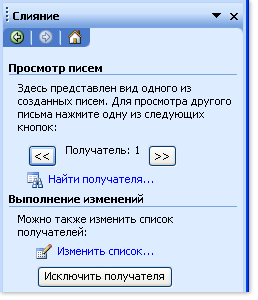 Слияние
Просмотр писем
Здесь представлен вид одного из
созданных писем. Для просмотра другого
письма нажмите одну из следующих
кнопок:
<< Получатель: 1 >>
Найти получателя...
Выполнение изменений
Можно также изменить список
получателей:
Изменить список...
Исключить получателя